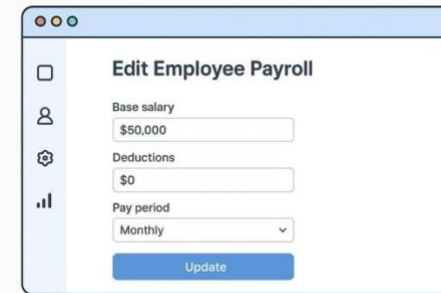 Edit Employee Payroll
Base salary
$50,000
Deductions
$0
Pay period
Monthly
Update